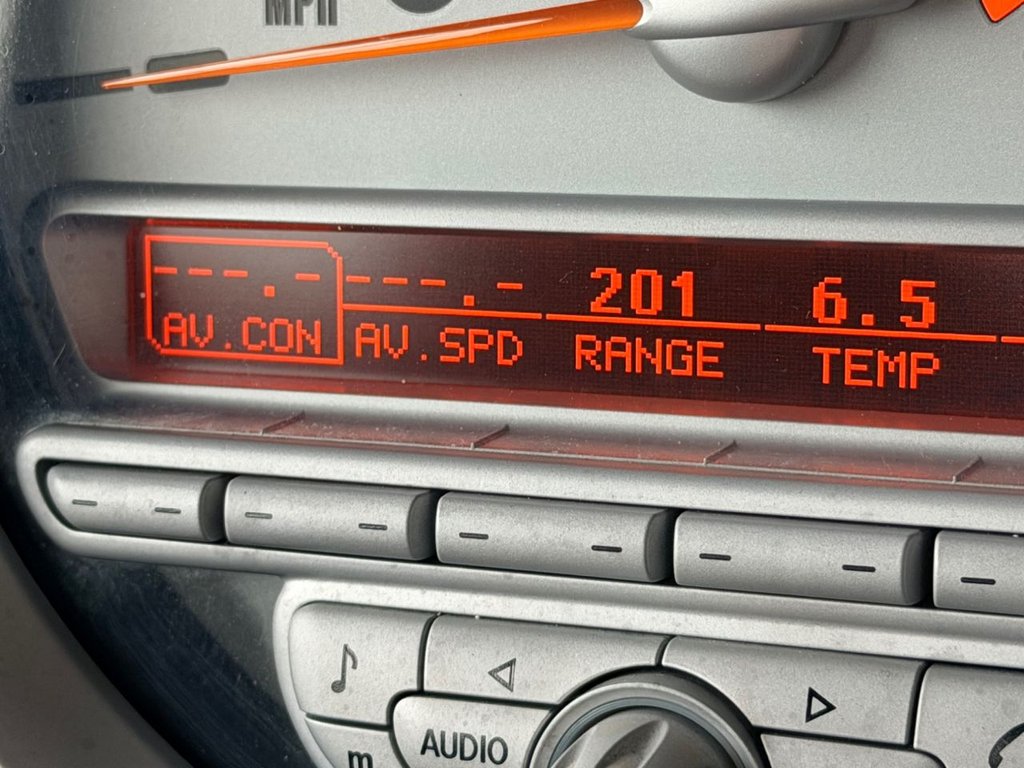 MPH
---.- ---.- 201 6.5
AV.CON AV.SPD RANGE TEMP
AUDIO
m